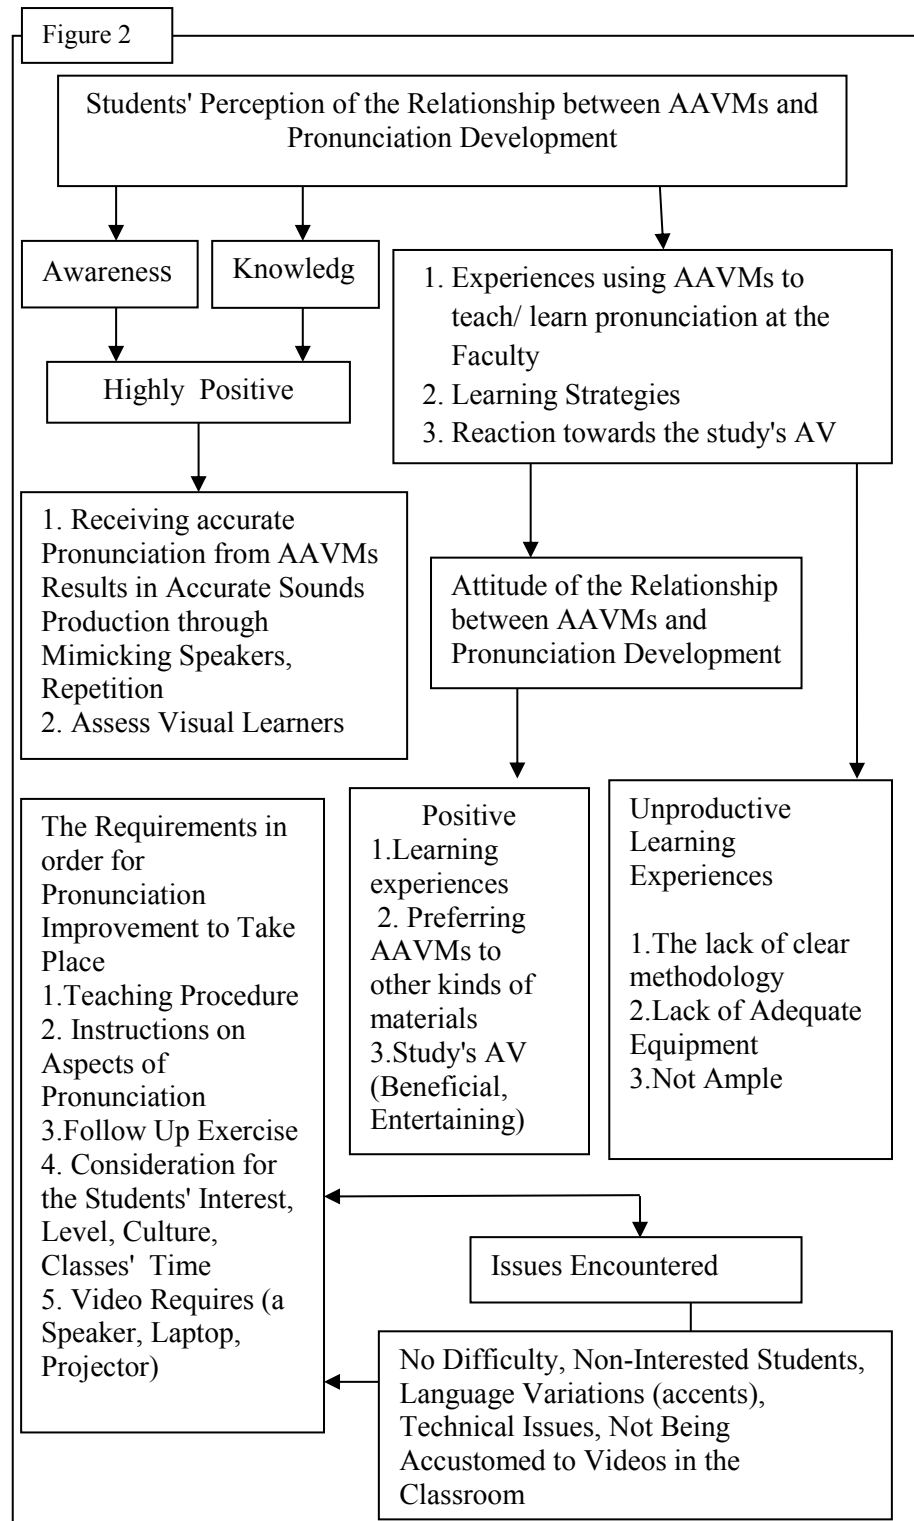 Figure 2
Students' Perception of the Relationship between AAVMs and
Pronunciation Development
Awareness
Knowledg
1. Experiences using AAVMs to
teach/ learn pronunciation at the
Faculty
2. Learning Strategies
3. Reaction towards the study's AV
Highly Positive
1. Receiving accurate
Pronunciation from AAVMs
Results in Accurate Sounds
Production through
Mimicking Speakers,
Repetition
2. Assess Visual Learners
Attitude of the Relationship
between AAVMs and
Pronunciation Development
The Requirements in
order for
Pronunciation
Improvement to Take
Place
1.Teaching Procedure
2. Instructions on
Aspects of
Pronunciation
3.Follow Up Exercise
4. Consideration for
the Students' Interest,
Level, Culture,
Classes' Time
5. Video Requires (a
Speaker, Laptop,
Projector)
Positive
1.Learning
experiences
2. Preferring
AAVMs to
other kinds of
materials
3.Study's AV
(Beneficial,
Entertaining)
Unproductive
Learning
Experiences
1.The lack of clear
methodology
2.Lack of Adequate
Equipment
3.Not Ample
Issues Encountered
No Difficulty, Non-Interested Students,
Language Variations (accents),
Technical Issues, Not Being
Accustomed to Videos in the
Classroom